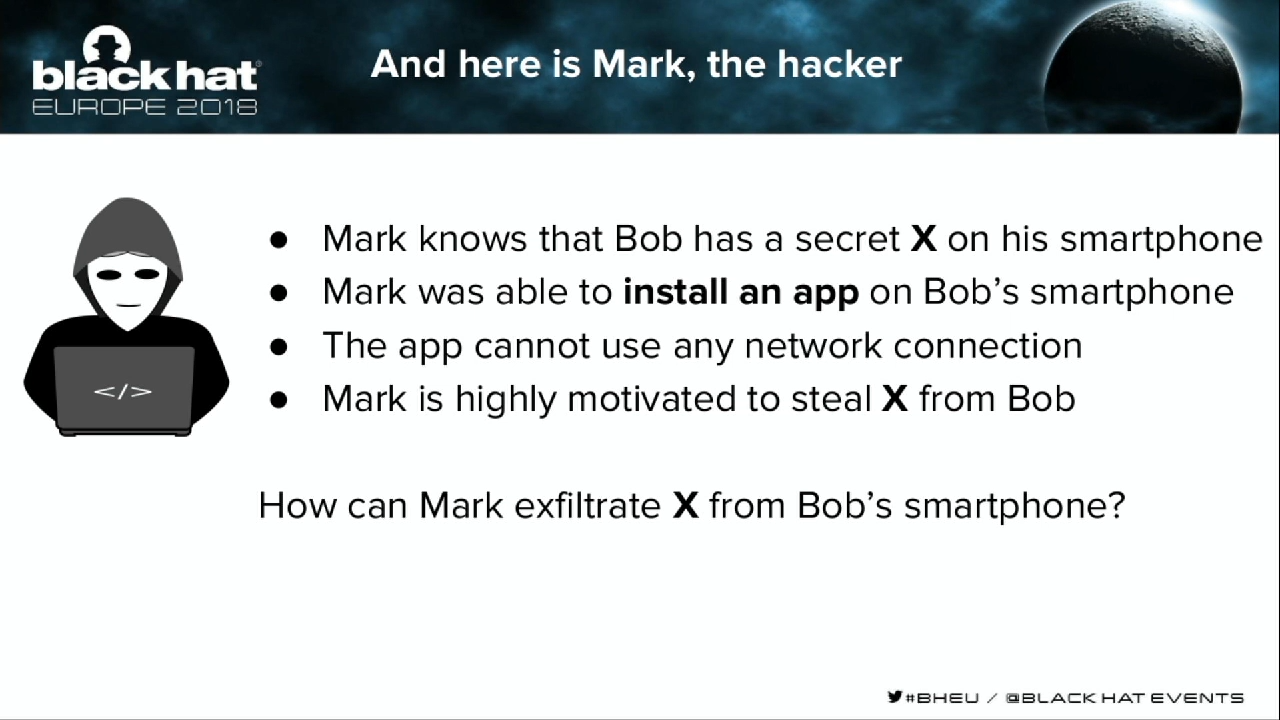 black hat®
EUROPE 2018
And here is Mark, the hacker
</>
● Mark knows that Bob has a secret X on his smartphone
● Mark was able to install an app on Bob’s smartphone
● The app cannot use any network connection
● Mark is highly motivated to steal X from Bob
How can Mark exfiltrate X from Bob’s smartphone?
#BHEU / @BLACK HAT EVENTS